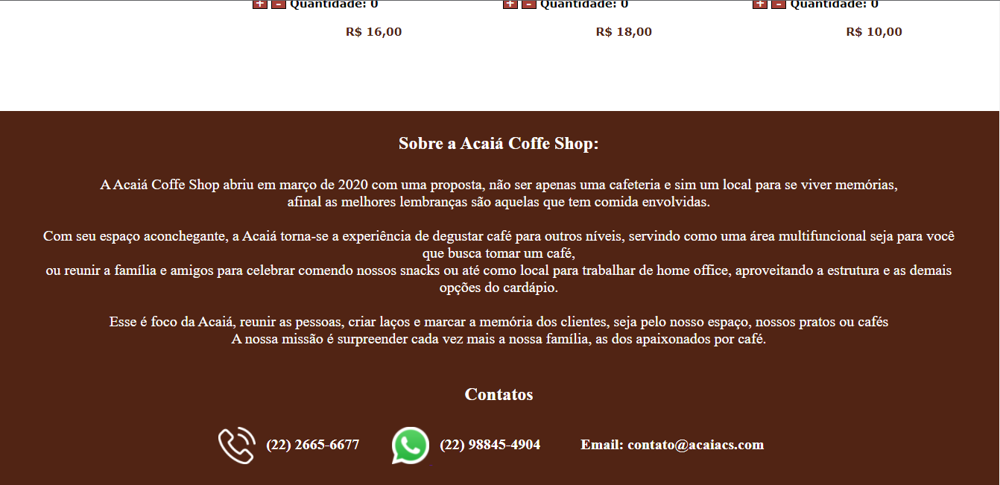 + - Quantidade: 0 + - Quantidade: 0 + - Quantidade: 0
R$ 16,00 R$ 18,00 R$ 10,00
Sobre a Acaiá Coffe Shop:
A Acaiá Coffe Shop abriu em março de 2020 com uma proposta, não ser apenas uma cafeteria e sim um local para se viver memórias,
afinal as melhores lembranças são aquelas que tem comida envolvidas.
Com seu espaço aconchegante, a Acaiá torna-se a experiência de degustar café para outros níveis, servindo como uma área multifuncional seja para você
que busca tomar um café,
ou reunir a família e amigos para celebrar comendo nossos snacks ou até como local para trabalhar de home office, aproveitando a estrutura e as demais
opções do cardápio.
Esse é foco da Acaiá, reunir as pessoas, criar laços e marcar a memória dos clientes, seja pelo nosso espaço, nossos pratos ou cafés
A nossa missão é surpreender cada vez mais a nossa família, as dos apaixonados por café.
Contatos
(22) 2665-6677 (22) 98845-4904 Email: contato@acaiacs.com